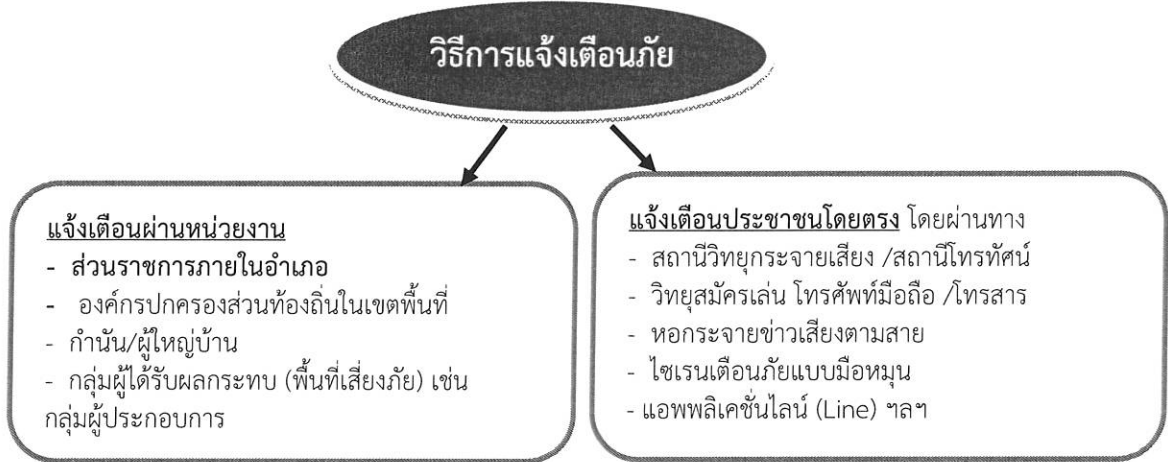 วิธีการแจ้งเตือนภัย
แจ้งเตือนผ่านหน่วยงาน
- ส่วนราชการภายในอำเภอ
- องค์กรปกครองส่วนท้องถิ่นในเขตพื้นที่
- กำนัน/ผู้ใหญ่บ้าน
- กลุ่มผู้ได้รับผลกระทบ (พื้นที่เสี่ยงภัย) เช่น
กลุ่มผู้ประกอบการ
แจ้งเตือนประชาชนโดยตรง โดยผ่านทาง
- สถานีวิทยุกระจายเสียง /สถานีโทรทัศน์
- วิทยุสมัครเล่น โทรศัพท์มือถือ /โทรสาร
- หอกระจายข่าวเสียงตามสาย
- ไซเรนเตือนภัยแบบมือหมุน
- แอพพลิเคชั่นไลน์ (Line) ฯลฯ